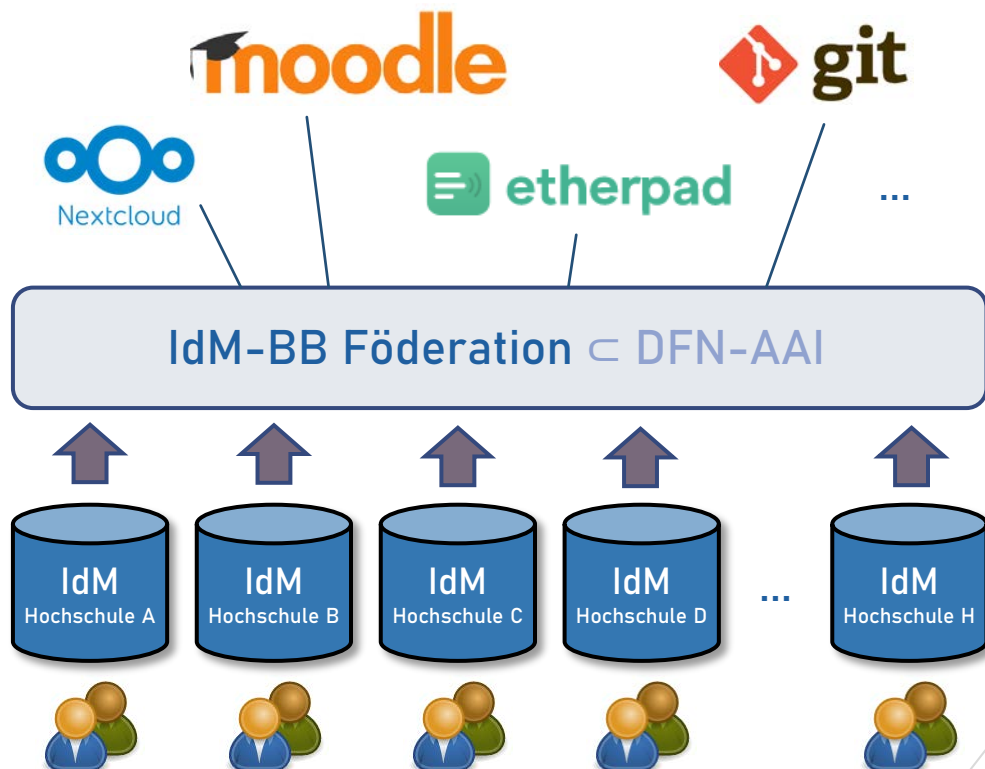 moodle
git
Nextcloud
etherpad
...
IdM-BB Föderation ⊂ DFN-AAI
IdM
Hochschule A
IdM
Hochschule B
IdM
Hochschule C
IdM
Hochschule D
...
IdM
Hochschule H